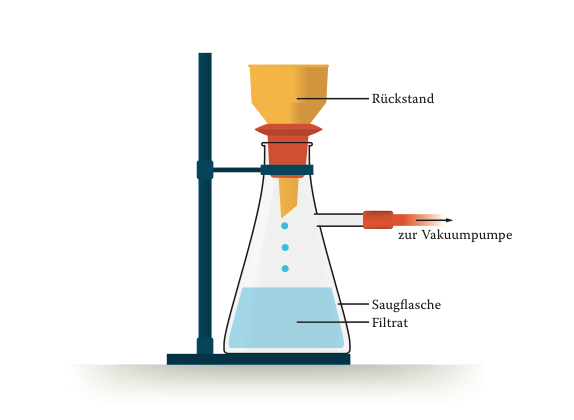 Rückstand
zur Vakuumpumpe
Saugflasche
Filtrat